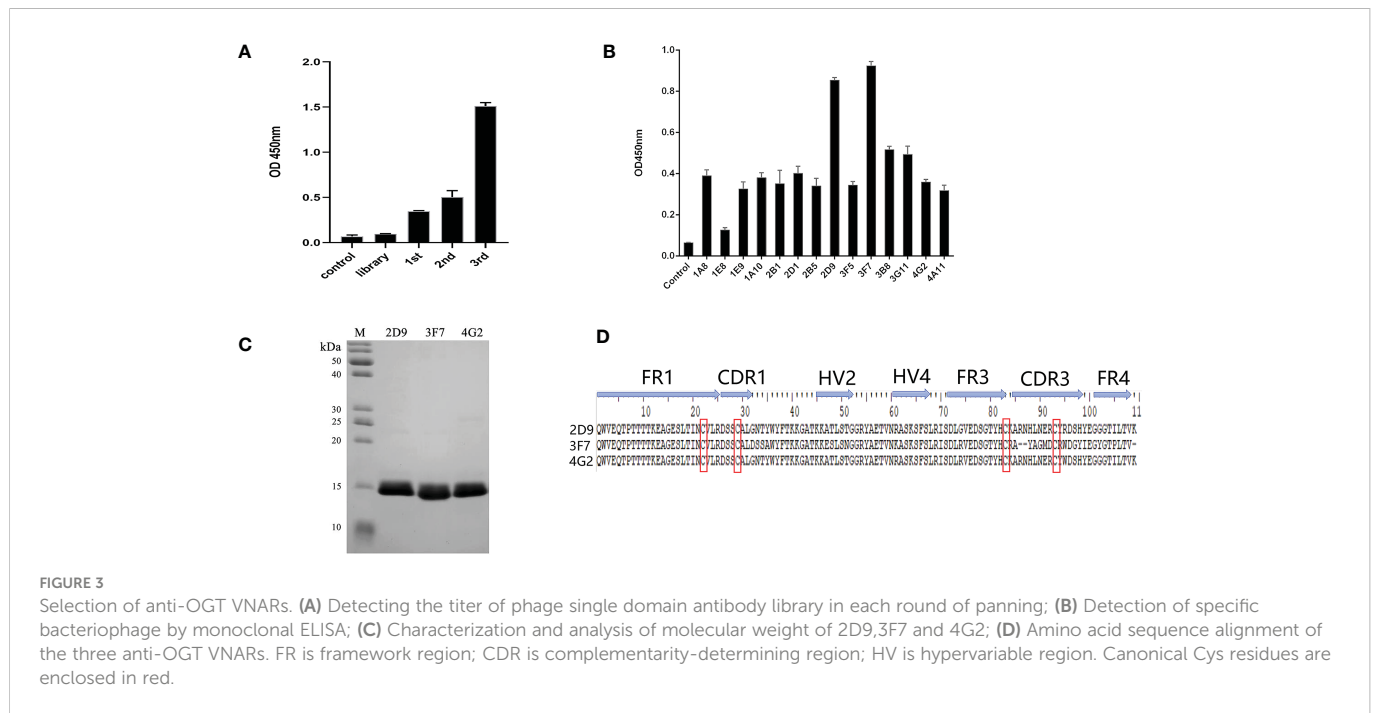 A
OD 450nm
2.0
1.5
1.0
0.5
0.0
control
library
1st
2nd
3rd
B
OD450nm
1.0
0.8
0.6
0.4
0.2
0.0
Control
1A8
1E8
1E9
1A10
2B1
2D1
2B5
2D9
3F5
3F7
3B8
3G11
4G2
4A11
C
M 2D9 3F7 4G2
kDa
50
40
30
25
20
15
10
D
FR1 CDR1 HV2 HV4 FR3 CDR3 FR4
10 20 30 40 50 60 70 80 90 100 11
2D9 QWVEQTPTTTTKEAGESLTINCVLRDSSCALGNTYWYFTKKGATKKATLSTGGRYAETVNRASKSFSLRISDLGVEDSGTYHCKARNHLNERCYRDSHYEGGGTILTVK
3F7 QWVEQTPTTTTKEAGESLTINCVLRDSSCALDSSAWYFTKKGATKKESLSNGGRYAETVNRASKSFSLRISDLRVEDSGTYHCRA--YAGMDCRWDGYIEGYGTPLTV-
4G2 QWVEQTPTTTTKEAGESLTINCVLRDSSCALGNTYWYFTKKGATKKATLSTGGRYAETVNRASKSFSLRISDLRVEDSGTYHCKARNHLNERCYWDSHYEGGGTILTVK
FIGURE 3
Selection of anti-OGT VNARs. (A) Detecting the titer of phage single domain antibody library in each round of panning; (B) Detection of specific
bacteriophage by monoclonal ELISA; (C) Characterization and analysis of molecular weight of 2D9,3F7 and 4G2; (D) Amino acid sequence alignment of
the three anti-OGT VNARs. FR is framework region; CDR is complementarity-determining region; HV is hypervariable region. Canonical Cys residues are
enclosed in red.